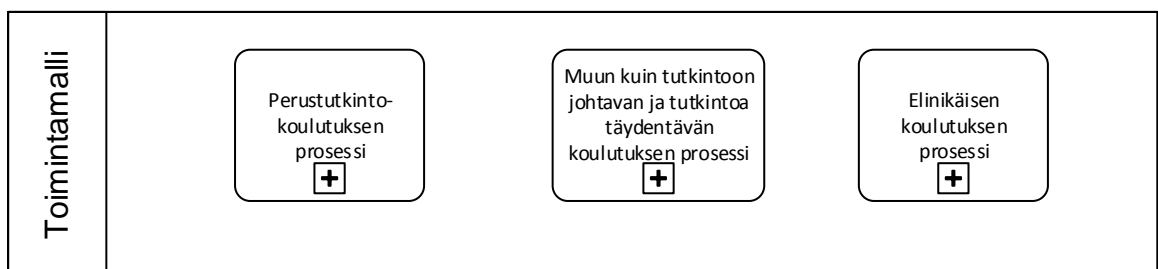 Toimintamalli
Perustutkinto-
koulutuksen
prosessi
Muun kuin tutkintoon
johtavan ja tutkintoa
täydentävän
koulutuksen prosessi
Elinikäisen
koulutuksen
prosessi